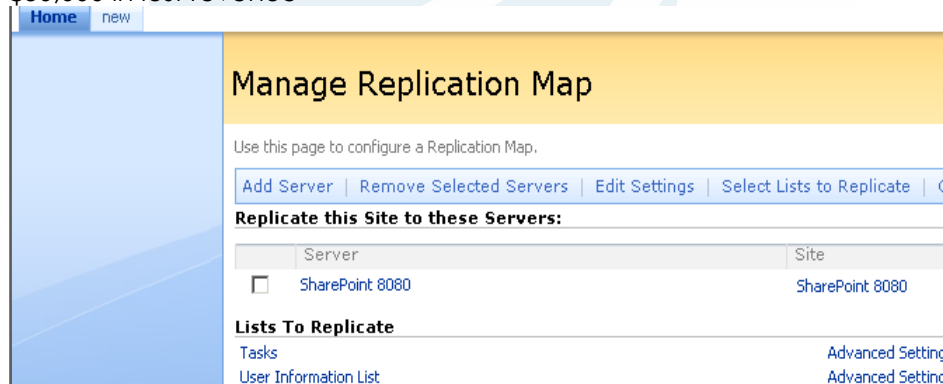 Home new
Manage Replication Map
Use this page to configure a Replication Map.
Add Server | Remove Selected Servers | Edit Settings | Select Lists to Replicate |
Replicate this Site to these Servers:
Server Site
SharePoint 8080 SharePoint 8080
Lists To Replicate
Tasks Advanced
User Information List Advanced